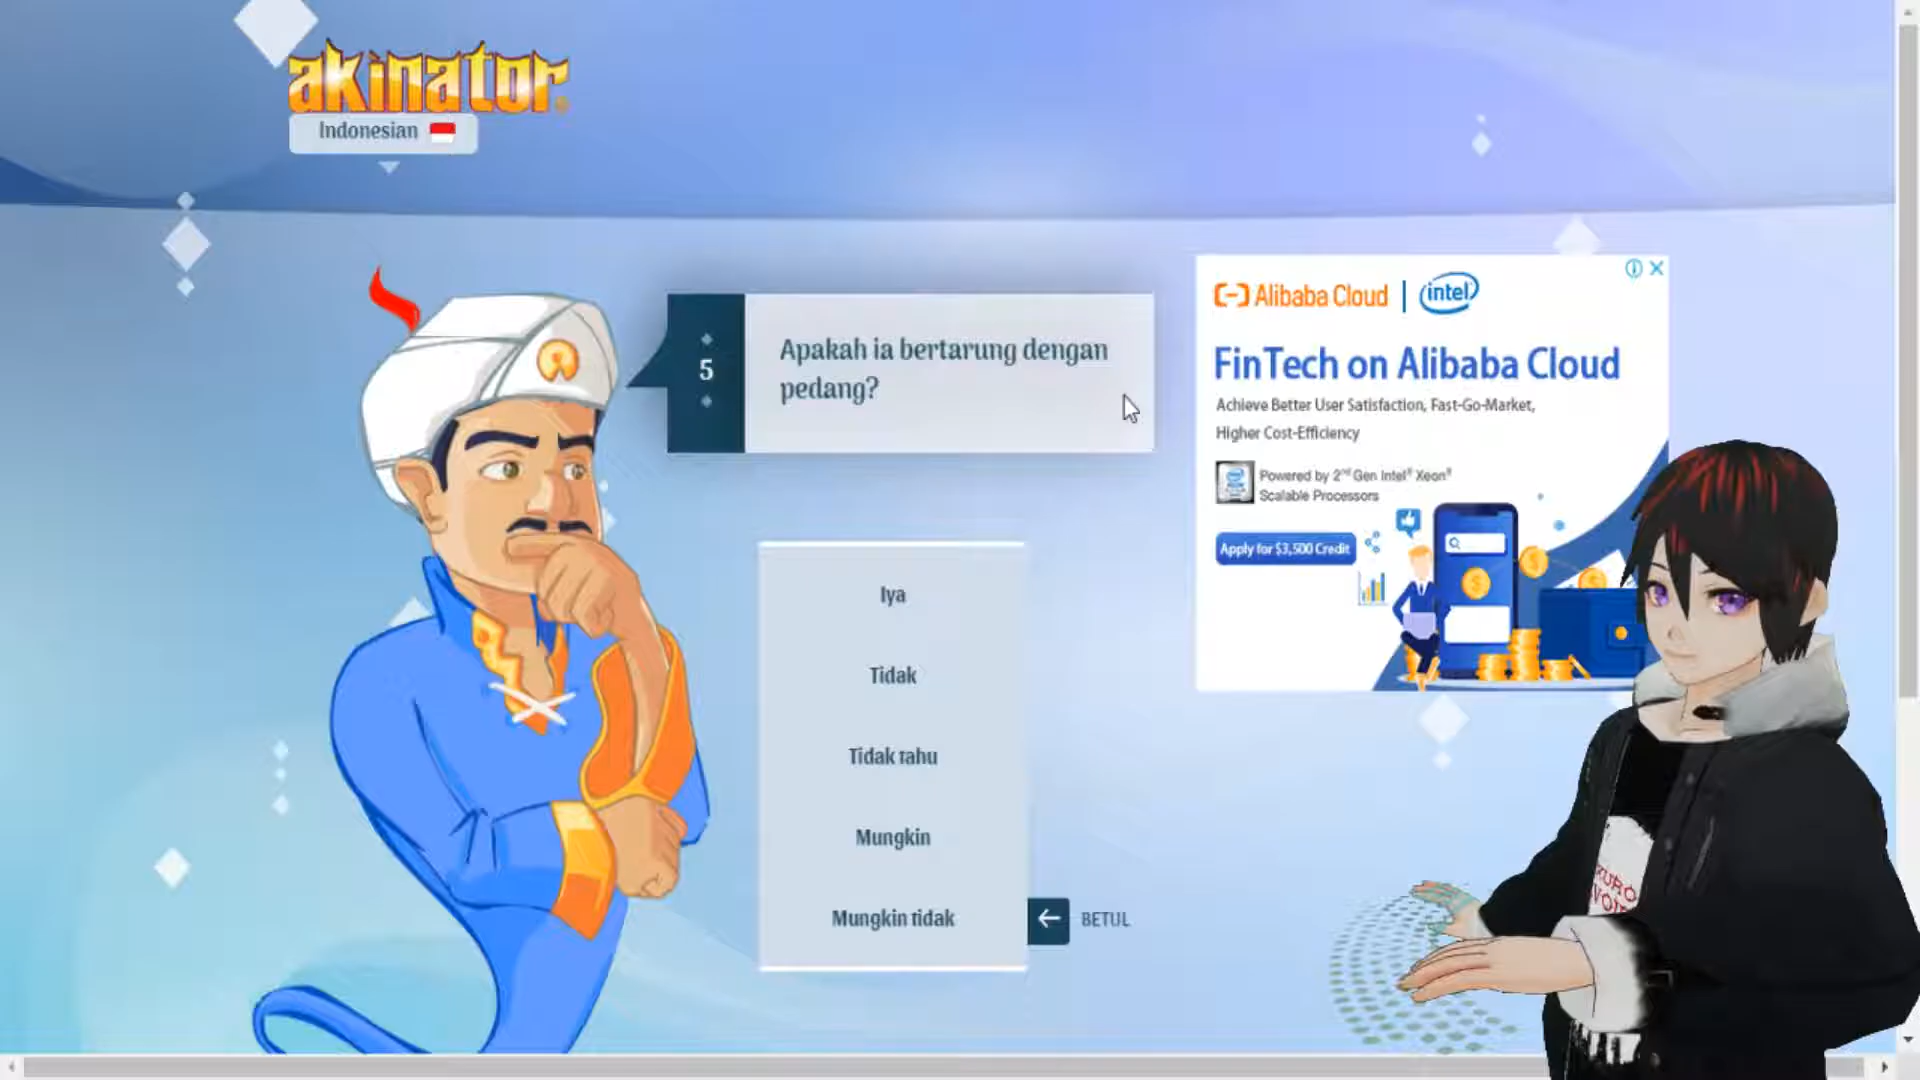 akinator
Indonesian
5
Apakah ia bertarung dengan
pedang?
Iya
Tidak
Tidak tahu
Mungkin
Mungkin tidak
BETUL
Alibaba Cloud | intel
FinTech on Alibaba Cloud
Achieve Better User Satisfaction, Fast-Go-Market,
Higher Cost-Efficiency
Powered by 2nd Gen Intel® Xeon®
Scalable Processors
Apply for $3,500 Credit